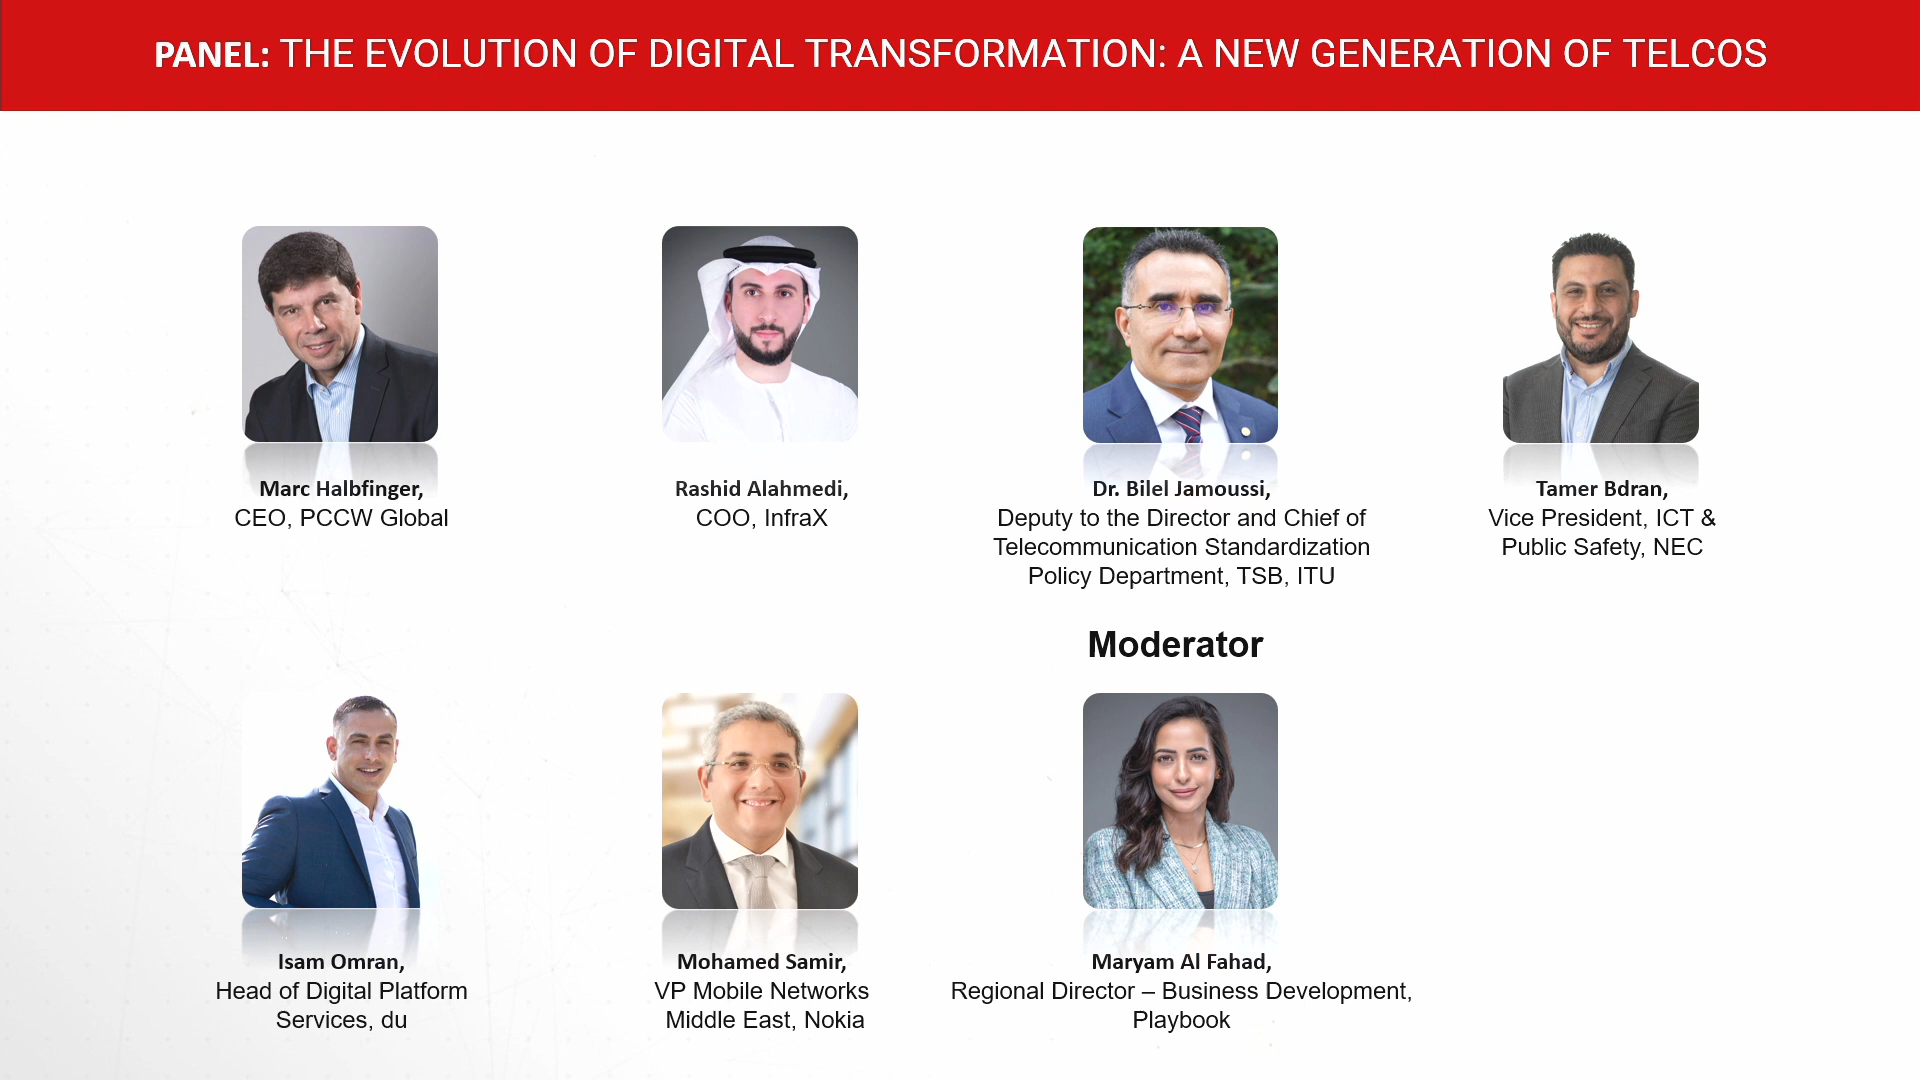 PANEL: THE EVOLUTION OF DIGITAL TRANSFORMATION: A NEW GENERATION OF TELCOS
Marc Halbfinger,
CEO, PCCW Global
Rashid Alahmedi,
COO, InfraX
Dr. Bilel Jamoussi,
Deputy to the Director and Chief of
Telecommunication Standardization
Policy Department, TSB, ITU
Tamer Bdran,
Vice President, ICT &
Public Safety, NEC
Isam Omran,
Head of Digital Platform
Services, du
Mohamed Samir,
VP Mobile Networks
Middle East, Nokia
Moderator
Maryam Al Fahad,
Regional Director – Business Development,
Playbook